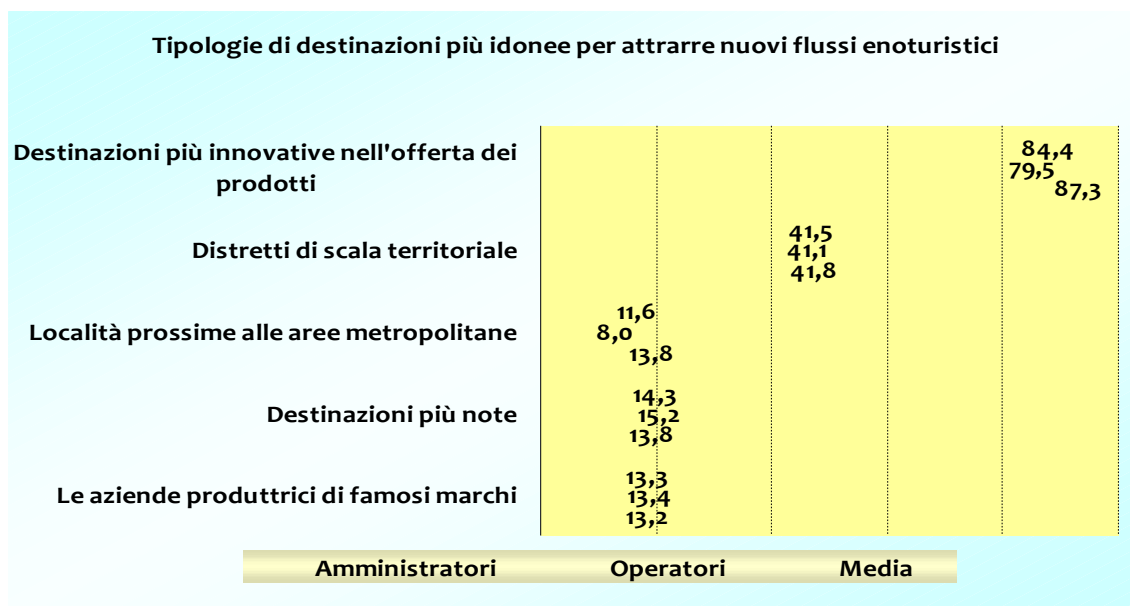 Tipologie di destinazioni più idonee per attrarre nuovi flussi enoturistici
Destinazioni più innovative nell'offerta dei
prodotti
84,4
79,5
87,3
Distretti di scala territoriale
41,5
41,1
41,8
Località prossime alle aree metropolitane
11,6
8,0
13,8
Destinazioni più note
14,3
15,2
13,8
Le aziende produttrici di famosi marchi
13,3
13,4
13,2
Amministratori Operatori Media